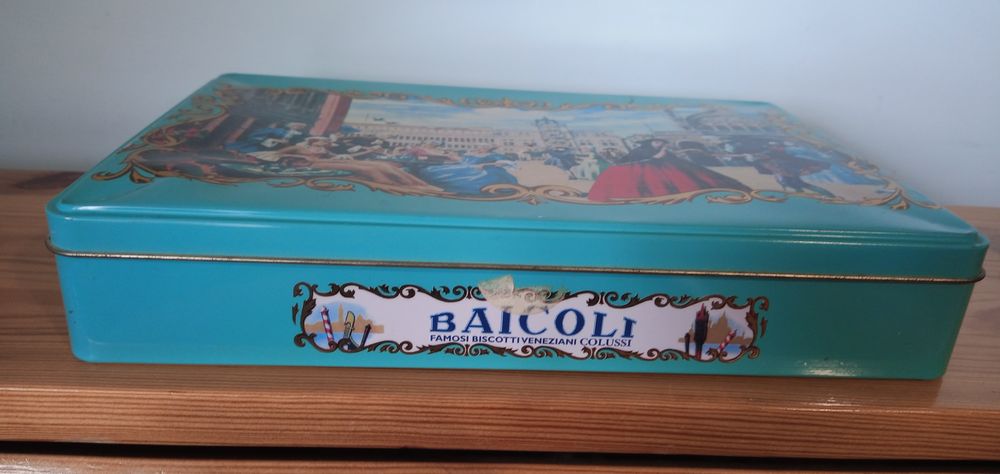 BAICOLI
FAMOSI BISCOTTI VENEZIANI COLUSSI